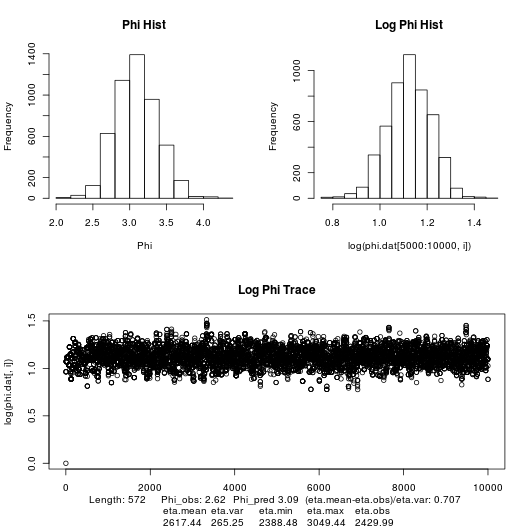 Phi Hist
Log Phi Hist
Frequency
0 200 600 1000 1400
2.0 2.5 3.0 3.5 4.0
Phi
Frequency
0 200 600 1000
0.8 1.0 1.2 1.4
log(phi.dat[5000:10000, i])
Log Phi Trace
log(phi.dat[, i])
0.0 0.5 1.0 1.5
0 2000 4000 6000 8000 10000
Length: 572 Phi_obs: 2.62 Phi_pred 3.09 (eta.mean-eta.obs)/eta.var: 0.707
eta.mean eta.var eta.min eta.max eta.obs
2617.44 265.25 2388.48 3049.44 2429.99